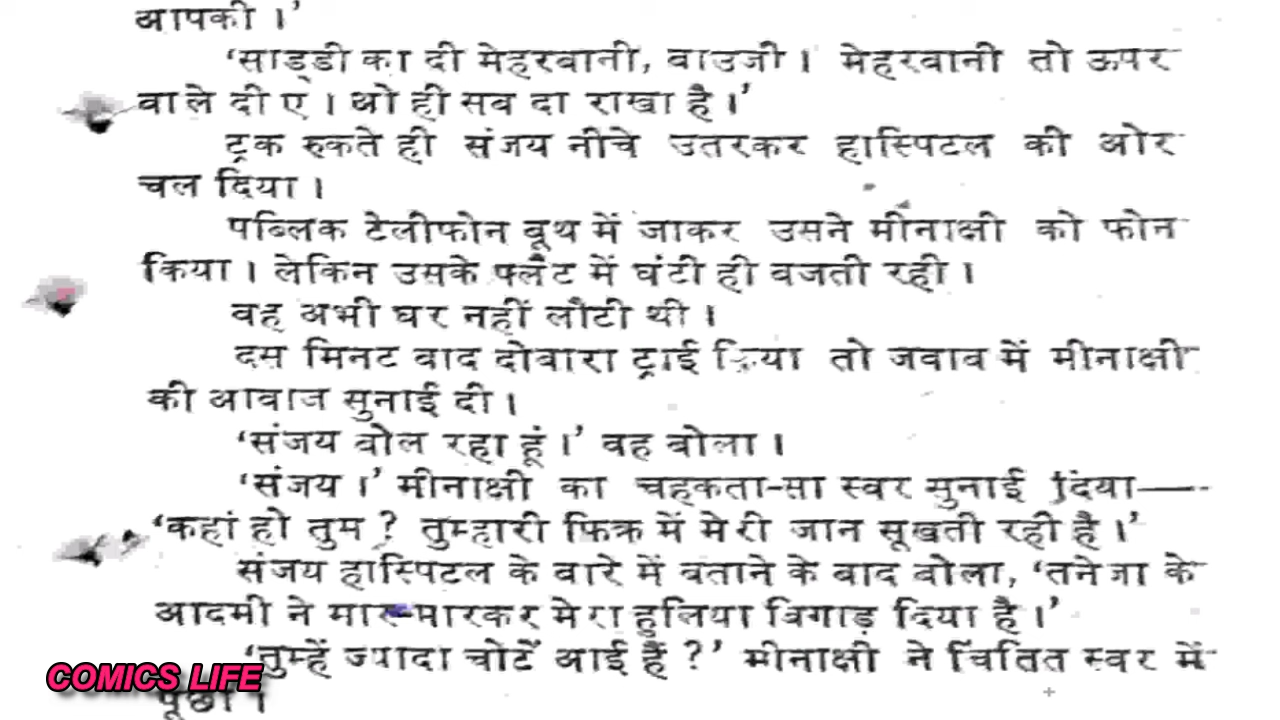 आपकी ।’
‘साड्डी का दी मेहरबानी, बाउजी । मेहरबानी तो ऊपर
वाले दी ए । ओ ही सब दा राखा है ।’
ट्रक रुकते ही संजय नीचे उतरकर हास्पिटल की ओर
चल दिया ।
पब्लिक टेलीफोन बूथ में जाकर उसने मीनाक्षी को फोन
किया । लेकिन उसके फ्लैट में घंटी ही बजती रही ।
वह अभी घर नहीं लौटी थी ।
दस मिनट बाद दोबारा ट्राई किया तो जवाब में मीनाक्षी
की आवाज सुनाई दी ।
‘संजय बोल रहा हूं ।’ वह बोला ।
‘संजय ।’ मीनाक्षी का चहकता-सा स्वर सुनाई दिया—
‘कहां हो तुम ? तुम्हारी फिक्र में मेरी जान सूखती रही है ।’
संजय हास्पिटल के बारे में बताने के बाद बोला, ‘तनेजा के
आदमी ने मार-मारकर मेरा हुलिया बिगाड़ दिया है ।’
‘तुम्हें ज्यादा चोटें आई हैं ?’ मीनाक्षी ने चिंतित स्वर में
पूछा ।
COMICS LIFE